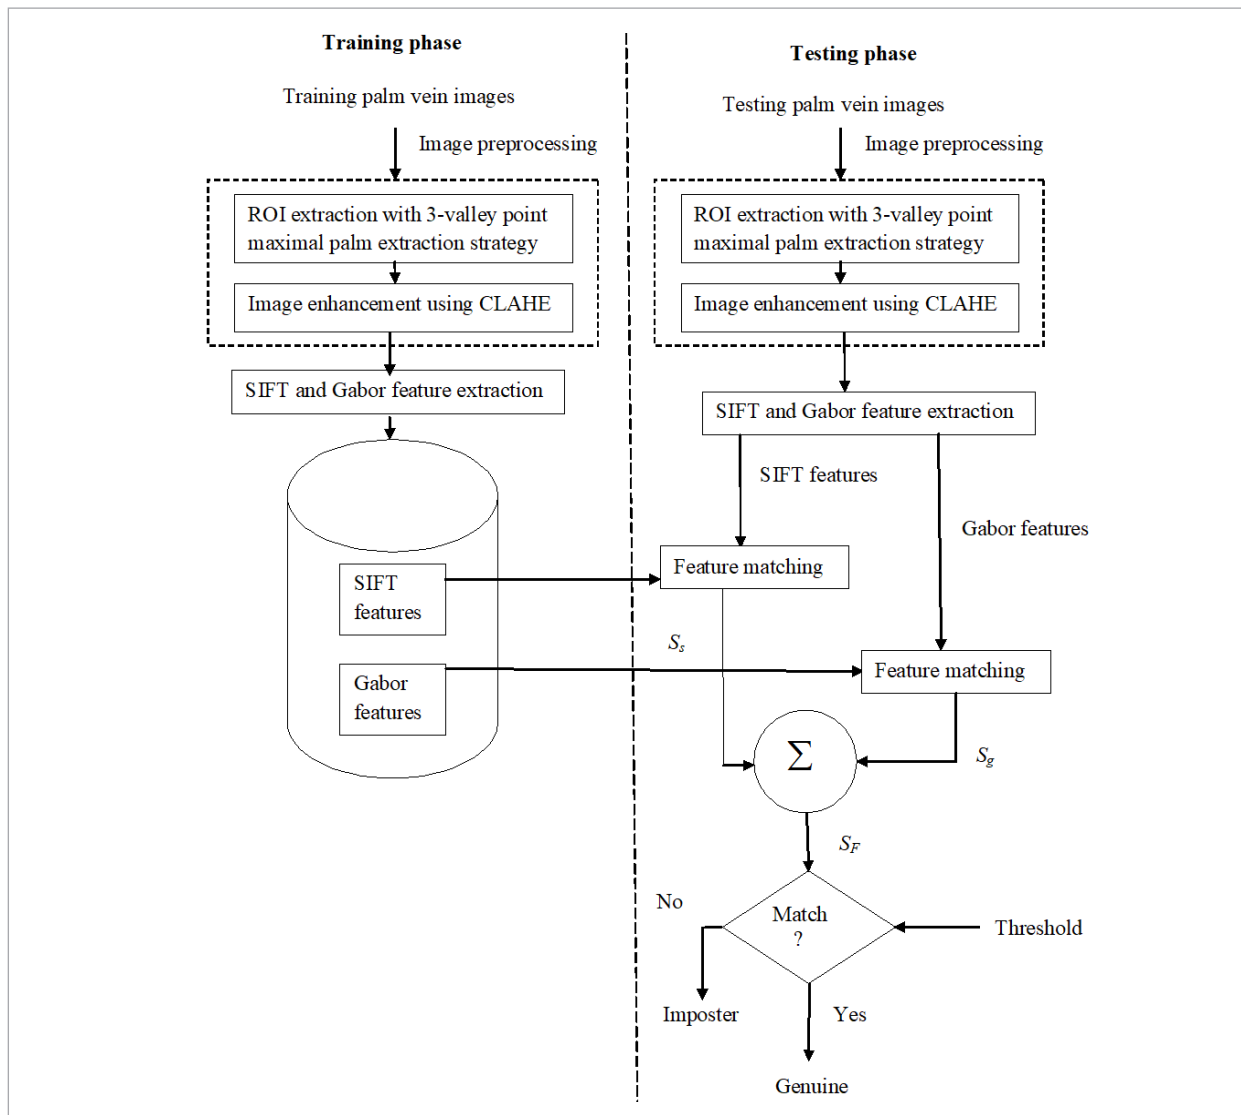 Training phase
Training palm vein images
Image preprocessing
ROI extraction with 3-valley point
maximal palm extraction strategy
Image enhancement using CLAHE
SIFT and Gabor feature extraction
SIFT
features
Gabor
features
Testing phase
Testing palm vein images
Image preprocessing
ROI extraction with 3-valley point
maximal palm extraction strategy
Image enhancement using CLAHE
SIFT and Gabor feature extraction
SIFT features
Gabor features
Feature matching
S_s
Feature matching
∑
S_g
S_F
No
Match
?
Threshold
Imposter
Yes
Genuine